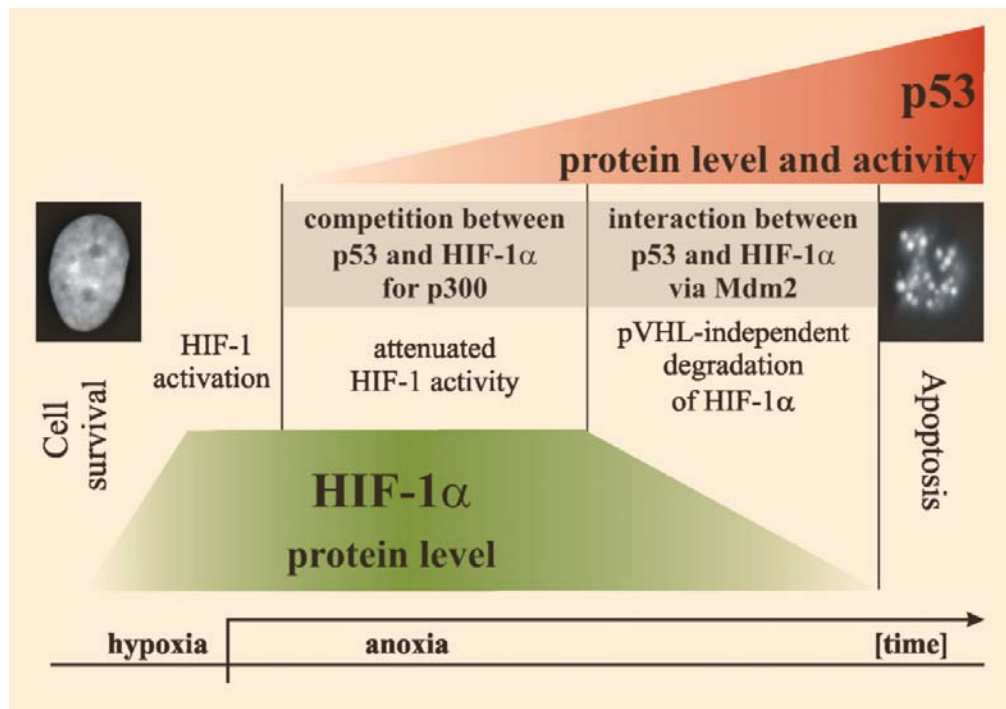 p53
protein level and activity
competition between
p53 and HIF-1α
for p300
interaction between
p53 and HIF-1α
via Mdm2
HIF-1
activation
attenuated
HIF-1 activity
pVHL-independent
degradation
of HIF-1α
Cell
survival
Apoptosis
HIF-1α
protein level
hypoxia
anoxia
[time]